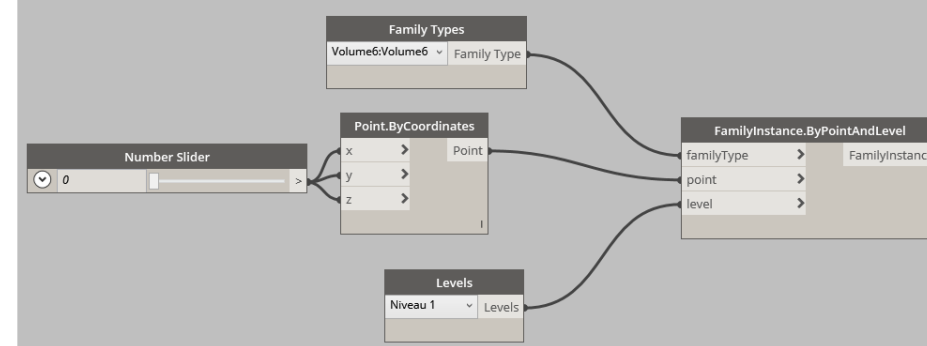 Family Types
Volume6:Volume6 Family Type
Point.ByCoordinates
x > Point
y >
z >
l
Number Slider
0 >
FamilyInstance.ByPointAndLevel
familyType > FamilyInstanc
point >
level >
Levels
Niveau 1 Levels